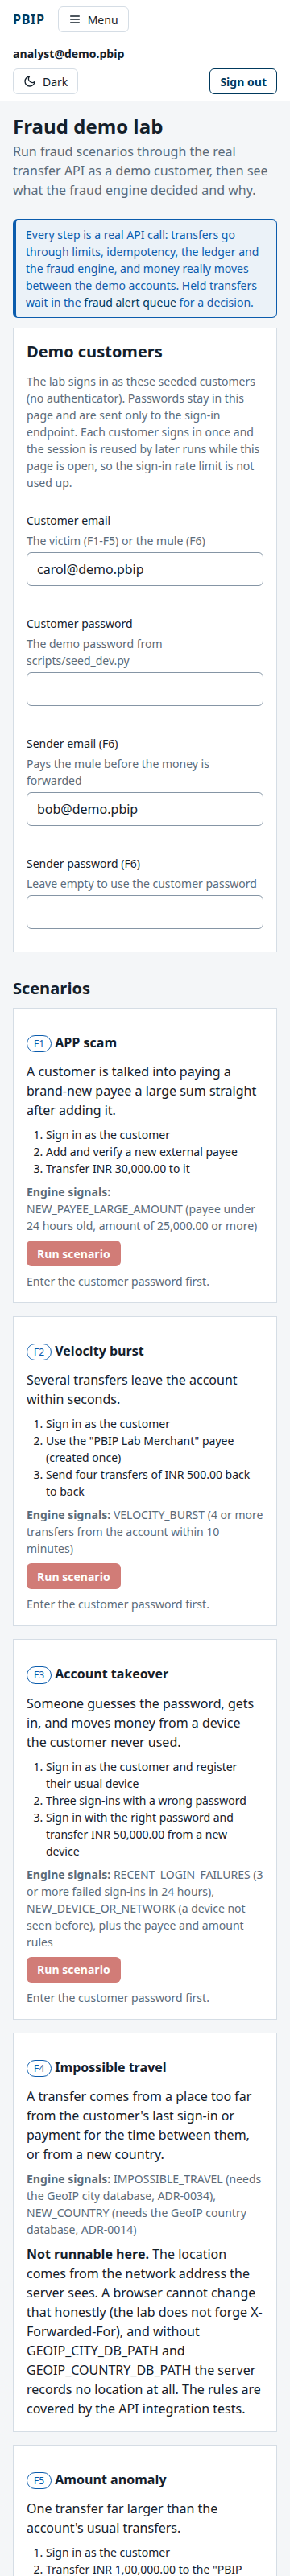 PBIP
Menu
analyst@demo.pbip
Dark
Sign out
Fraud demo lab
Run fraud scenarios through the real
transfer API as a demo customer, then see
what the fraud engine decided and why.
Every step is a real API call: transfers go
through limits, idempotency, the ledger and
the fraud engine, and money really moves
between the demo accounts. Held transfers
wait in the fraud alert queue for a decision.
Demo customers
The lab signs in as these seeded customers
(no authenticator). Passwords stay in this
page and are sent only to the sign-in
endpoint. Each customer signs in once and
the session is reused by later runs while this
page is open, so the sign-in rate limit is not
used up.
Customer email
The victim (F1-F5) or the mule (F6)
carol@demo.pbip
Customer password
The demo password from
scripts/seed_dev.py
Sender email (F6)
Pays the mule before the money is
forwarded
bob@demo.pbip
Sender password (F6)
Leave empty to use the customer password
Scenarios
F1 APP scam
A customer is talked into paying a
brand-new payee a large sum straight
after adding it.
1. Sign in as the customer
2. Add and verify a new external payee
3. Transfer INR 30,000.00 to it
Engine signals:
NEW_PAYEE_LARGE_AMOUNT (payee under
24 hours old, amount of 25,000.00 or more)
Run scenario
Enter the customer password first.
F2 Velocity burst
Several transfers leave the account
within seconds.
1. Sign in as the customer
2. Use the "PBIP Lab Merchant" payee
(created once)
3. Send four transfers of INR 500.00 back
to back
Engine signals: VELOCITY_BURST (4 or more
transfers from the account within 10
minutes)
Run scenario
Enter the customer password first.
F3 Account takeover
Someone guesses the password, gets
in, and moves money from a device
the customer never used.
1. Sign in as the customer and register
their usual device
2. Three sign-ins with a wrong password
3. Sign in with the right password and
transfer INR 50,000.00 from a new
device
Engine signals: RECENT_LOGIN_FAILURES (3
or more failed sign-ins in 24 hours),
NEW_DEVICE_OR_NETWORK (a device not
seen before), plus the payee and amount
rules
Run scenario
Enter the customer password first.
F4 Impossible travel
A transfer comes from a place too far
from the customer's last sign-in or
payment for the time between them,
or from a new country.
Engine signals: IMPOSSIBLE_TRAVEL (needs
the GeoIP city database, ADR-0034),
NEW_COUNTRY (needs the GeoIP country
database, ADR-0014)
Not runnable here. The location
comes from the network address the
server sees. A browser cannot change
that honestly (the lab does not forge X-
Forwarded-For), and without
GEOIP_CITY_DB_PATH and
GEOIP_COUNTRY_DB_PATH the server
records no location at all. The rules are
covered by the API integration tests.
F5 Amount anomaly
One transfer far larger than the
account's usual transfers.
1. Sign in as the customer
2. Transfer INR 1,00,000.00 to the "PBIP